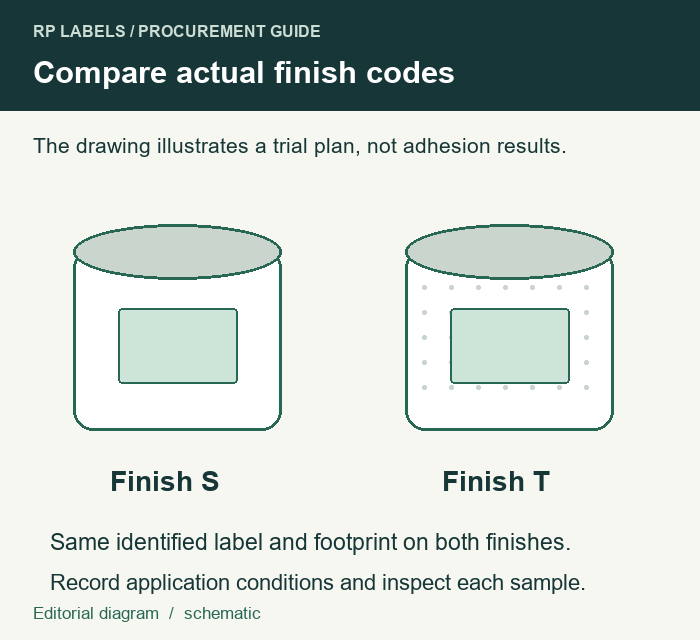 RP LABELS / PROCUREMENT GUIDE
Compare actual finish codes
The drawing illustrates a trial plan, not adhesion results.
Finish S
Finish T
Same identified label and footprint on both finishes.
Record application conditions and inspect each sample.
Editorial diagram / schematic